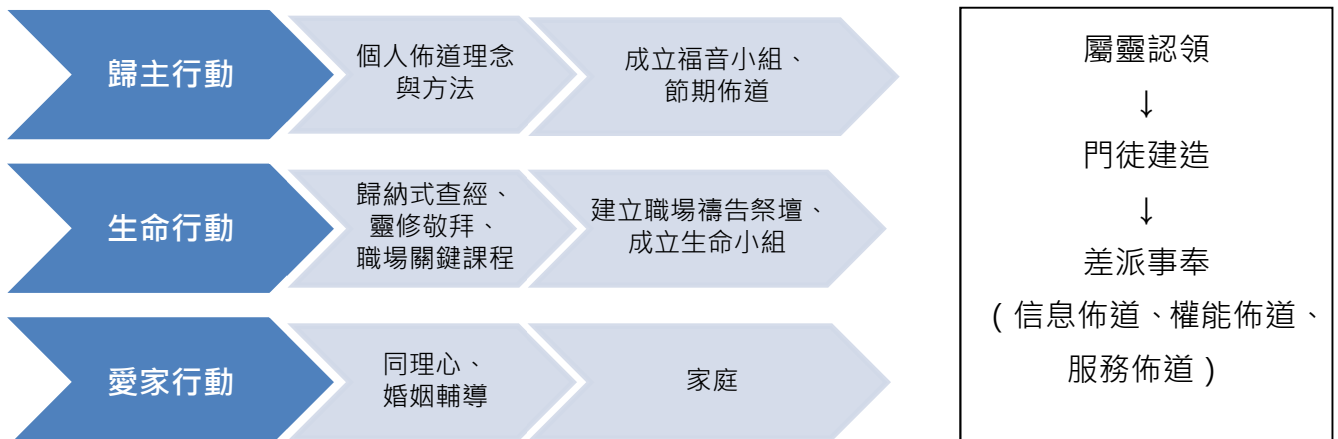 歸主行動
個人佈道理念
與方法
成立福音小組、
節期佈道
生命行動
歸納式查經、
靈修敬拜、
職場關鍵課程
建立職場禱告祭壇、
成立生命小組
愛家行動
同理心、
婚姻輔導
家庭
屬靈認領
↓
門徒建造
↓
差派事奉
（信息佈道、權能佈道、
服務佈道）